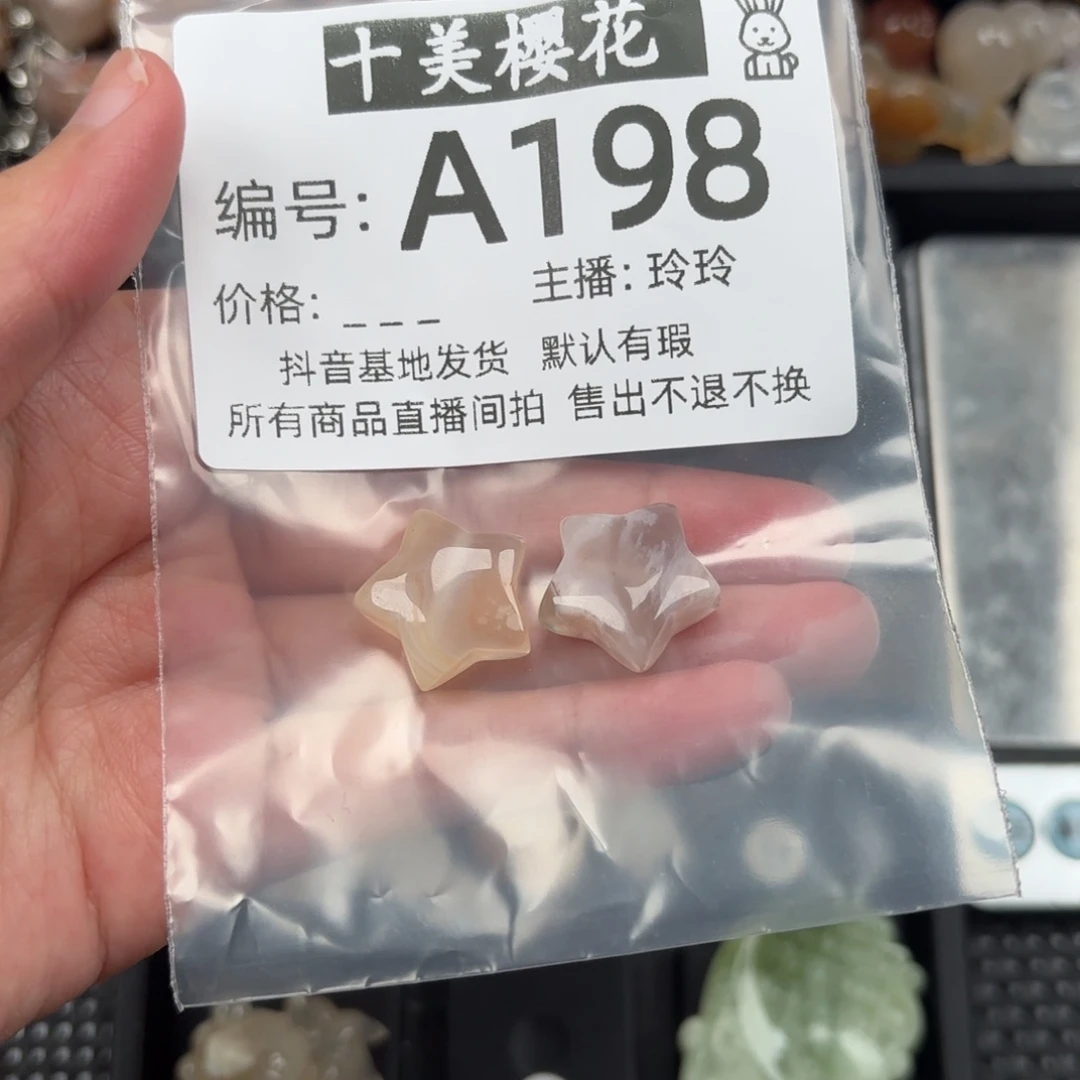 十美樱花
编号: A198
价格: _ _ _ 主播: 玲玲
抖音基地发货 默认有瑕
所有商品直播间拍 售出不退不换